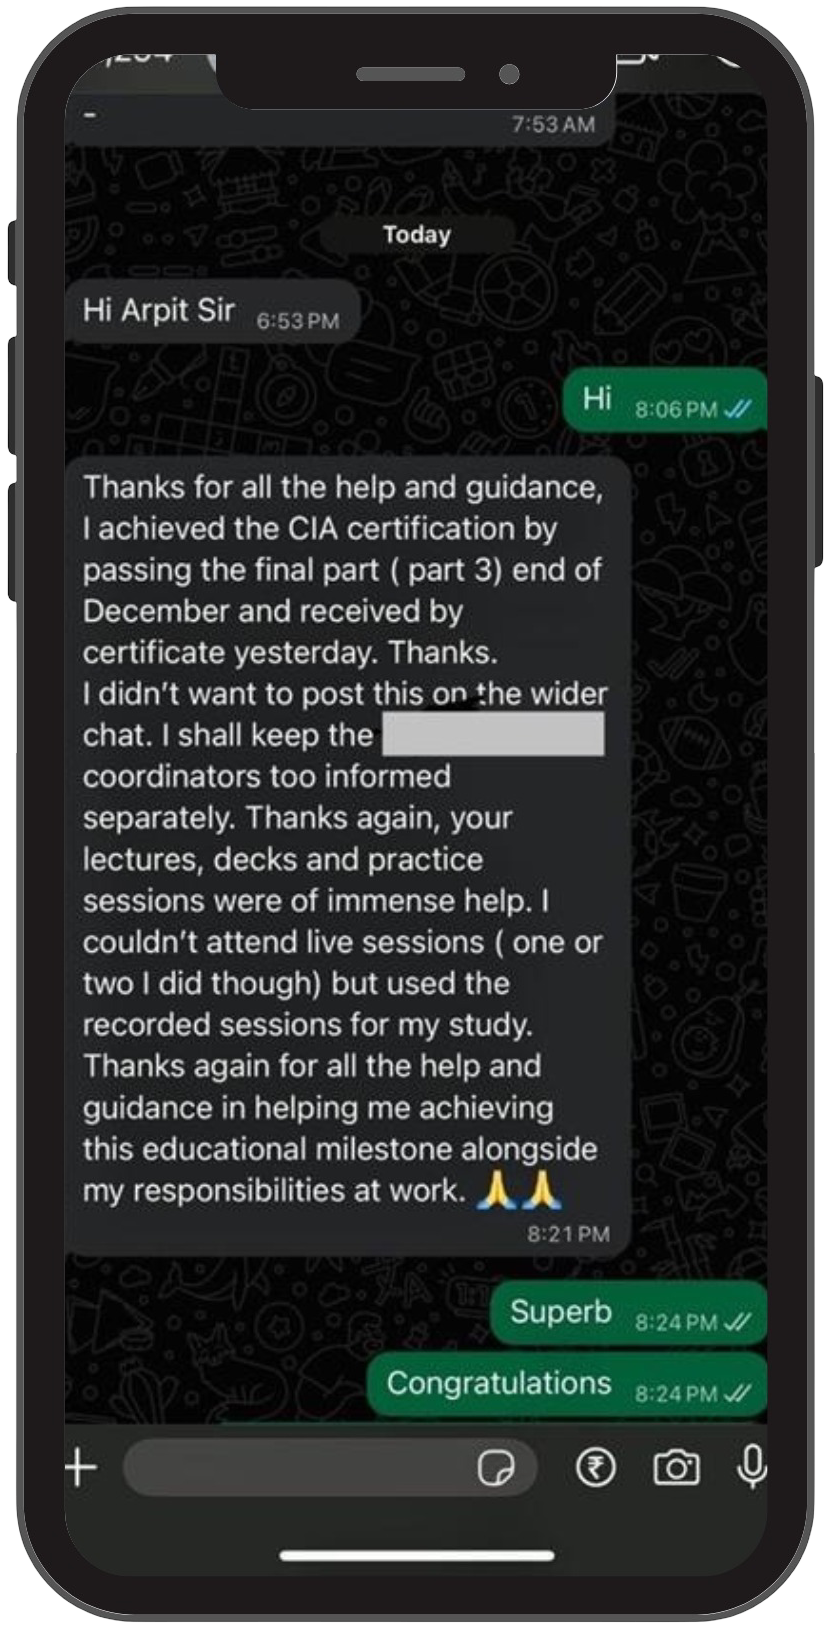 7:53 AM
Today
Hi Arpit Sir 6:53 PM
Hi 8:06 PM
Thanks for all the help and guidance,
I achieved the CIA certification by
passing the final part ( part 3) end of
December and received by
certificate yesterday. Thanks.
I didn't want to post this on the wider
chat. I shall keep the
coordinators too informed
separately. Thanks again, your
lectures, decks and practice
sessions were of immense help. I
couldn't attend live sessions ( one or
two I did though) but used the
recorded sessions for my study.
Thanks again for all the help and
guidance in helping me achieving
this educational milestone alongside
my responsibilities at work. 🙏🙏
8:21 PM
Superb 8:24 PM
Congratulations 8:24 PM